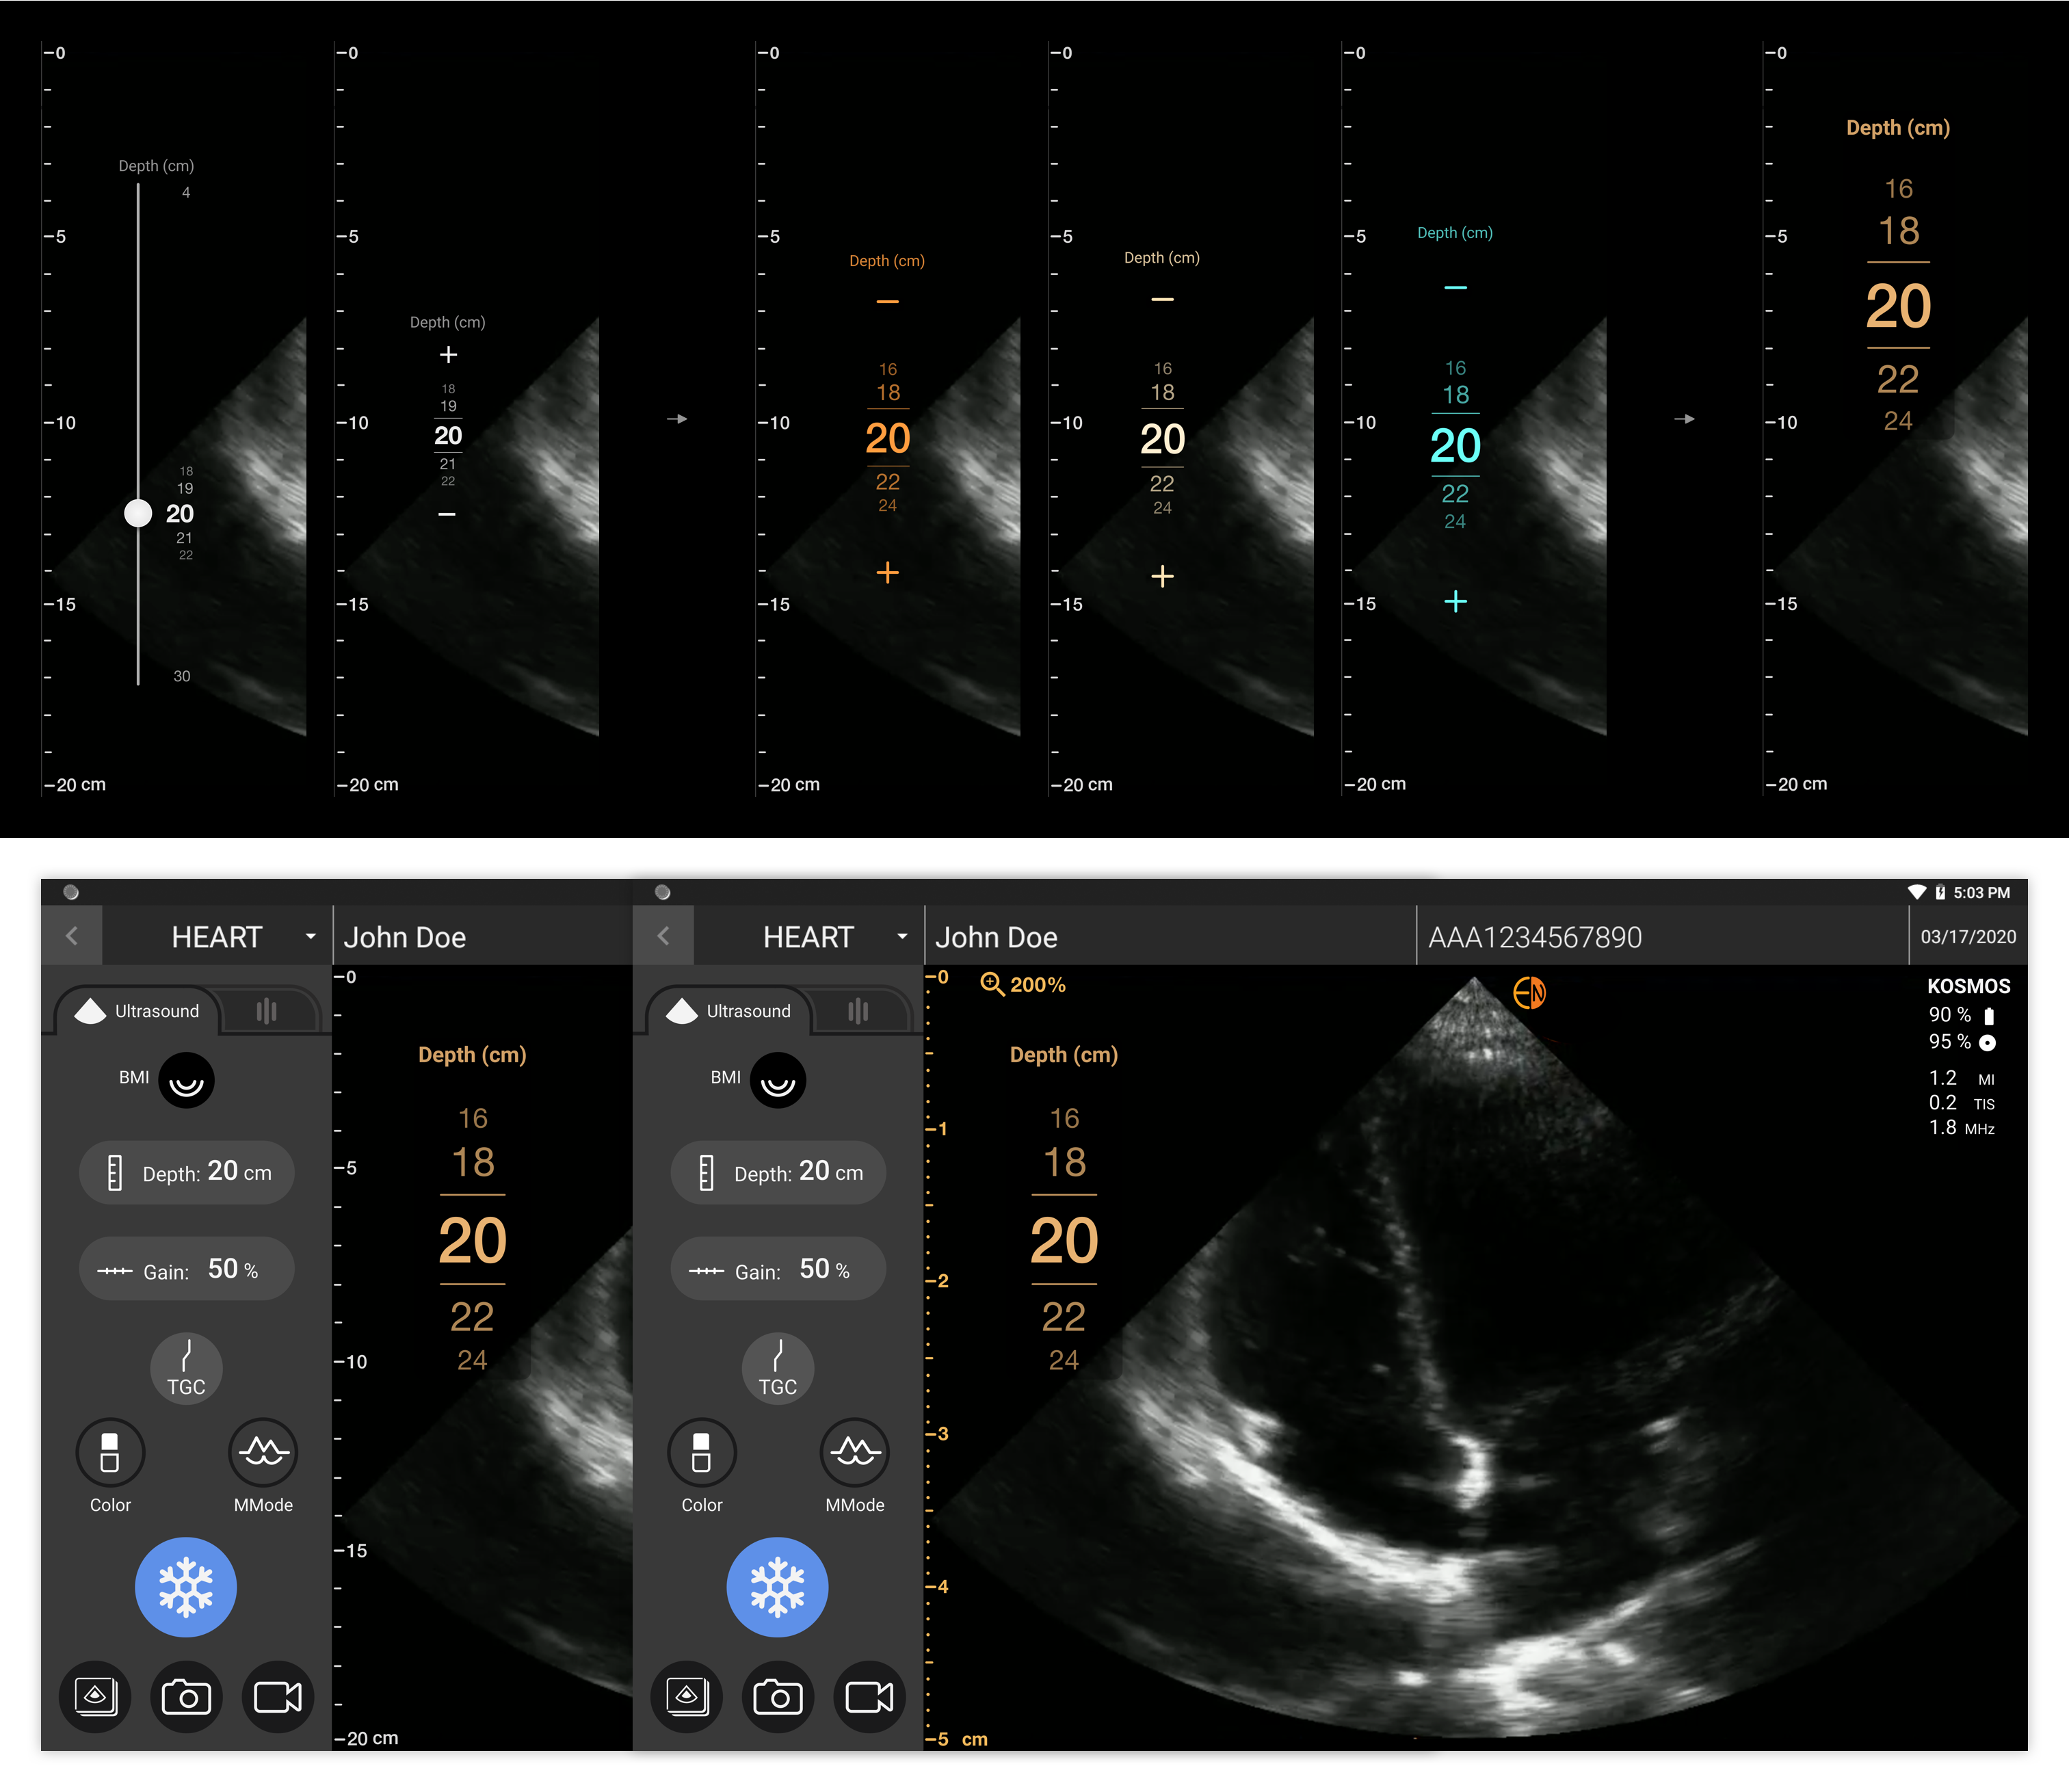 0
5
10
15
20 cm
Depth (cm)
4
18
19
20
21
22
30
0
5
10
15
20 cm
Depth (cm)
+
18
19
20
21
22
−
0
5
10
15
20 cm
Depth (cm)
−
16
18
20
22
24
+
0
5
10
15
20 cm
Depth (cm)
−
16
18
20
22
24
+
0
5
10
15
20 cm
Depth (cm)
−
16
18
20
22
24
+
0
5
10
15
20 cm
Depth (cm)
16
18
20
22
24
HEART
John Doe
Ultrasound
BMI
Depth: 20 cm
Gain: 50 %
TGC
Color
MMode
0
5
10
15
20 cm
Depth (cm)
16
18
20
22
24
5:03 PM
HEART
John Doe
AAA1234567890
03/17/2020
Ultrasound
BMI
Depth: 20 cm
Gain: 50 %
TGC
Color
MMode
0
1
2
3
4
5 cm
200%
Depth (cm)
16
18
20
22
24
KOSMOS
90 %
95 %
1.2 MI
0.2 TIS
1.8 MHz